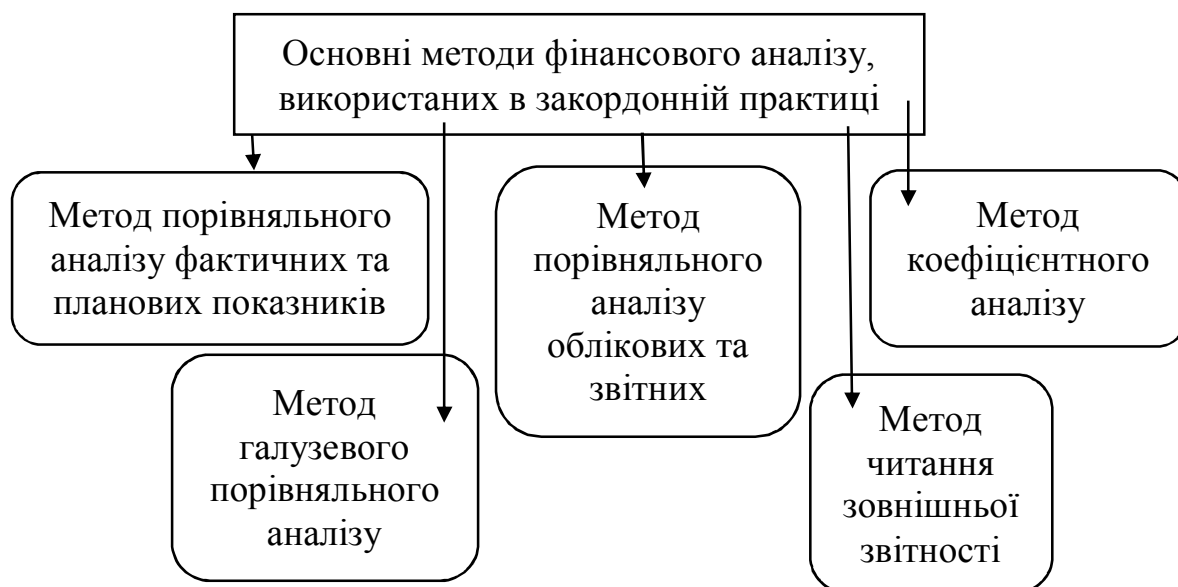 Основні методи фінансового аналізу,
використаних в закордонній практиці
Метод порівняльного
аналізу фактичних та
планових показників
Метод
порівняльного
аналізу
облікових та
звітних
Метод
коефіцієнтного
аналізу
Метод
галузевого
порівняльного
аналізу
Метод
читання
зовнішньої
звітності